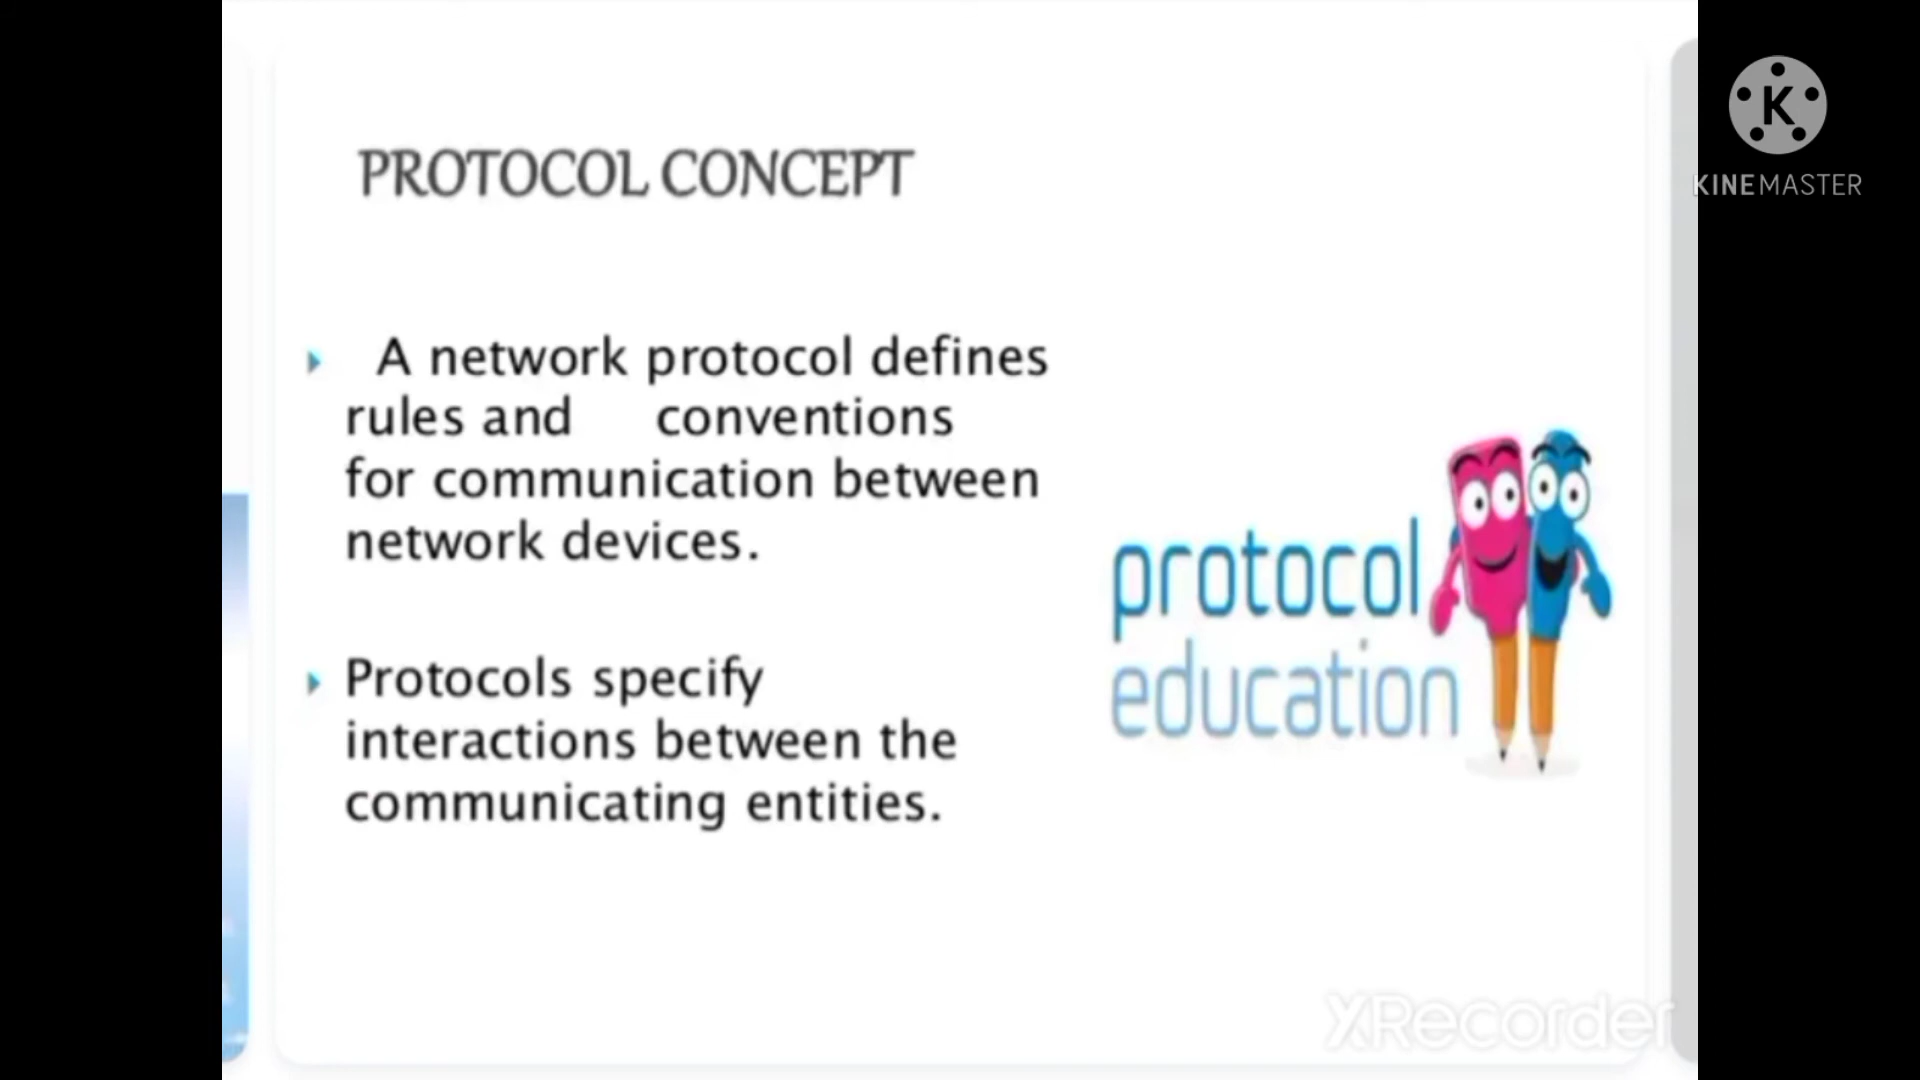 PROTOCOL CONCEPT
K
KINEMASTER
A network protocol defines
rules and conventions
for communication between
network devices.
Protocols specify
interactions between the
communicating entities.
protocol
education
XRecorder